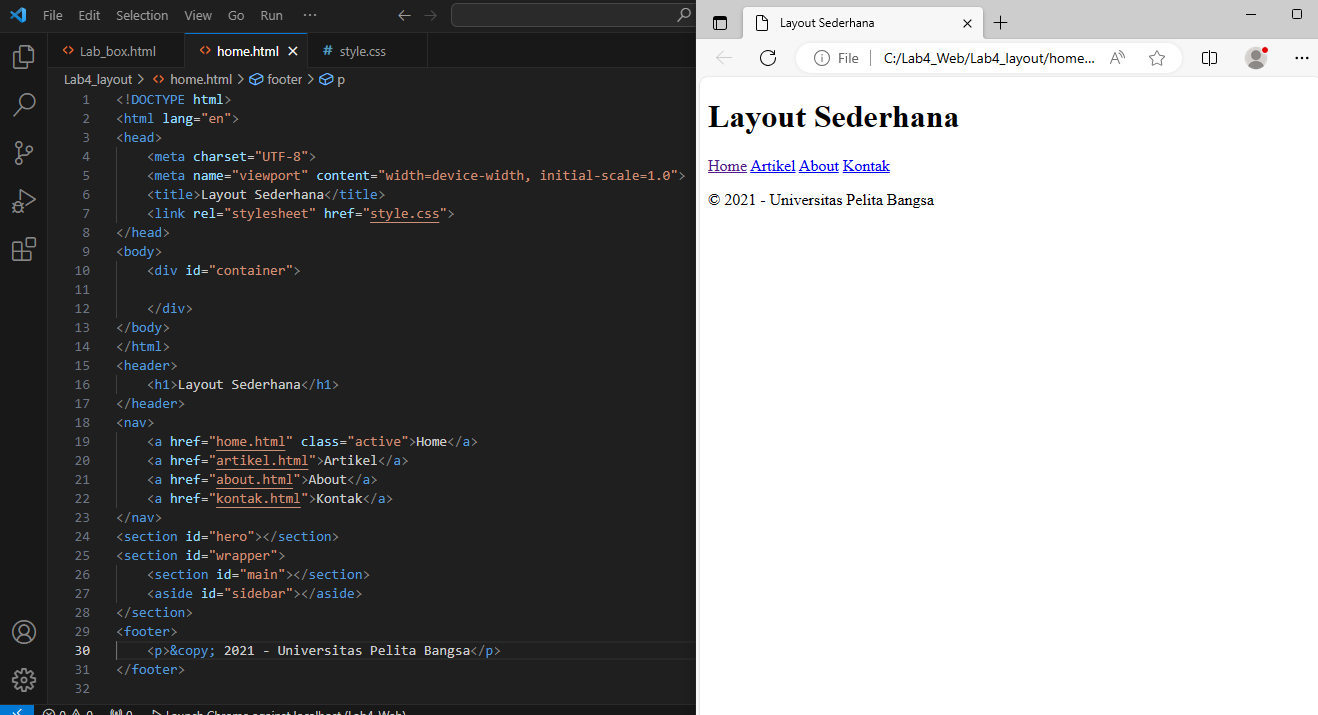 File Edit Selection View Go Run ···
Lab_box.html home.html style.css
Lab4_layout > home.html > footer > p
1 <!DOCTYPE html>
2 <html lang="en">
3 <head>
4 <meta charset="UTF-8">
5 <meta name="viewport" content="width=device-width, initial-scale=1.0">
6 <title>Layout Sederhana</title>
7 <link rel="stylesheet" href="style.css">
8 </head>
9 <body>
10 <div id="container">
11
12 </div>
13 </body>
14 </html>
15 <header>
16 <h1>Layout Sederhana</h1>
17 </header>
18 <nav>
19 <a href="home.html" class="active">Home</a>
20 <a href="artikel.html">Artikel</a>
21 <a href="about.html">About</a>
22 <a href="kontak.html">Kontak</a>
23 </nav>
24 <section id="hero"></section>
25 <section id="wrapper">
26 <section id="main"></section>
27 <aside id="sidebar"></aside>
28 </section>
29 <footer>
30 <p>&copy; 2021 - Universitas Pelita Bangsa</p>
31 </footer>
32
0 0 0 Launch Chrome against localhost (Lab4_Web)
Layout Sederhana
File C:/Lab4_Web/Lab4_layout/home...
Layout Sederhana
Home Artikel About Kontak
© 2021 - Universitas Pelita Bangsa